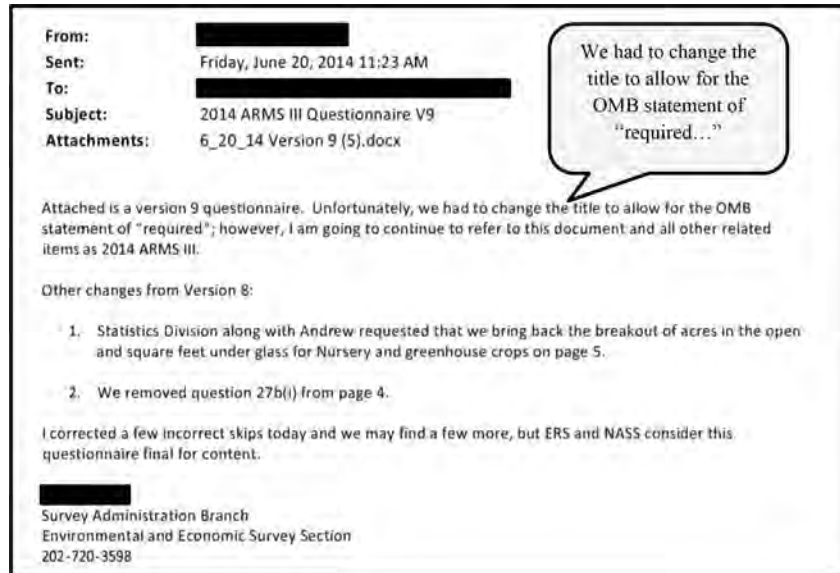 From:
Sent: Friday, June 20, 2014 11:23 AM
To:
Subject: 2014 ARMS III Questionnaire V9
Attachments: 6_20_14 Version 9 (5).docx
We had to change the
title to allow for the
OMB statement of
“required…”
Attached is a version 9 questionnaire. Unfortunately, we had to change the title to allow for the OMB
statement of "required"; however, I am going to continue to refer to this document and all other related
items as 2014 ARMS III.
Other changes from Version 8:
1. Statistics Division along with Andrew requested that we bring back the breakout of acres in the open
and square feet under glass for Nursery and greenhouse crops on page 5.
2. We removed question 27b(i) from page 4.
I corrected a few incorrect skips today and we may find a few more, but ERS and NASS consider this
questionnaire final for content.
Survey Administration Branch
Environmental and Economic Survey Section
202-720-3598